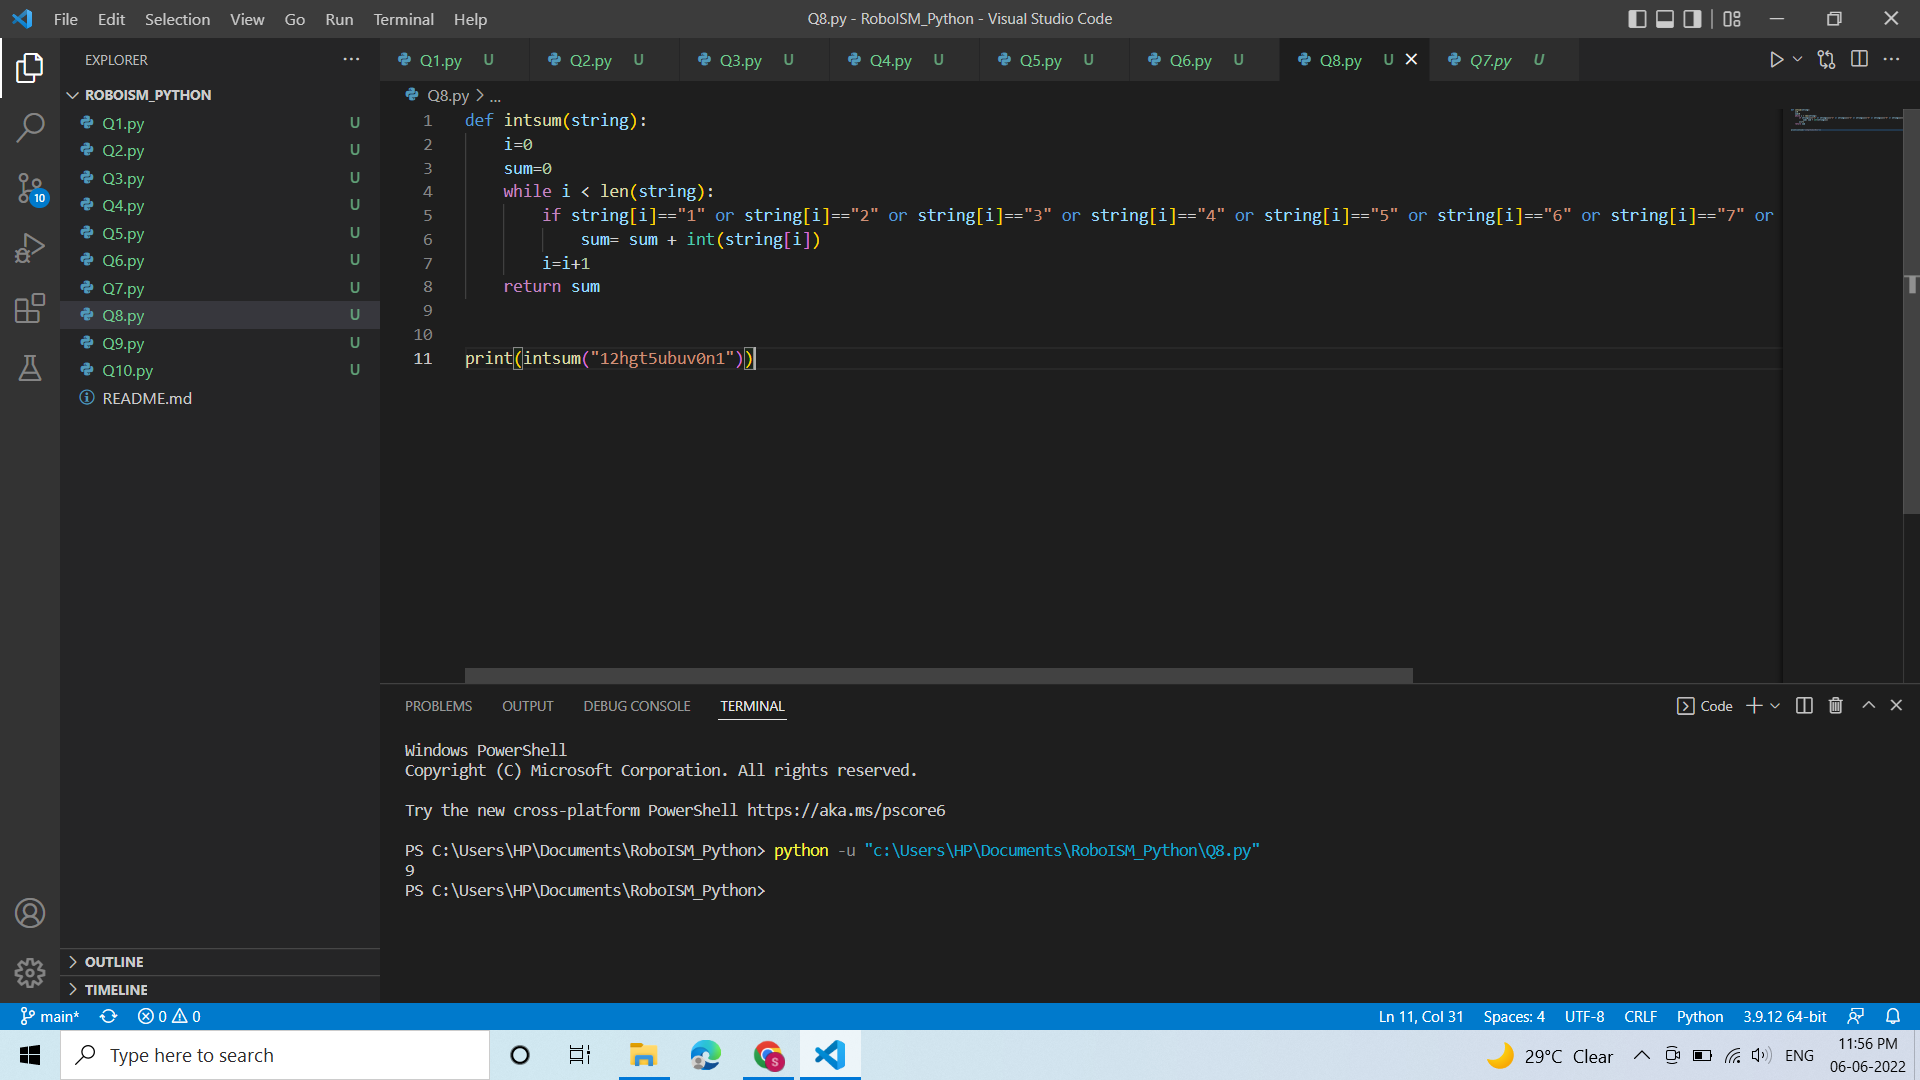 File Edit Selection View Go Run Terminal Help
Q8.py - RoboISM_Python - Visual Studio Code
EXPLORER
ROBOISM_PYTHON
Q1.py U
Q2.py U
Q3.py U
Q4.py U
Q5.py U
Q6.py U
Q7.py U
Q8.py U
Q9.py U
Q10.py U
README.md
10
OUTLINE
TIMELINE
Q1.py U Q2.py U Q3.py U Q4.py U Q5.py U Q6.py U Q8.py U Q7.py U
Q8.py > ...
1 def intsum(string):
2 i=0
3 sum=0
4 while i < len(string):
5 if string[i]=="1" or string[i]=="2" or string[i]=="3" or string[i]=="4" or string[i]=="5" or string[i]=="6" or string[i]=="7" or
6 sum= sum + int(string[i])
7 i=i+1
8 return sum
9
10
11 print(intsum("12hgt5ubuv0n1"))
PROBLEMS OUTPUT DEBUG CONSOLE TERMINAL
Code
Windows PowerShell
Copyright (C) Microsoft Corporation. All rights reserved.
Try the new cross-platform PowerShell https://aka.ms/pscore6
PS C:\Users\HP\Documents\RoboISM_Python> python -u "c:\Users\HP\Documents\RoboISM_Python\Q8.py"
9
PS C:\Users\HP\Documents\RoboISM_Python>
main* 0 0
Ln 11, Col 31 Spaces: 4 UTF-8 CRLF Python 3.9.12 64-bit
Type here to search
S
29°C Clear
ENG
11:56 PM
06-06-2022